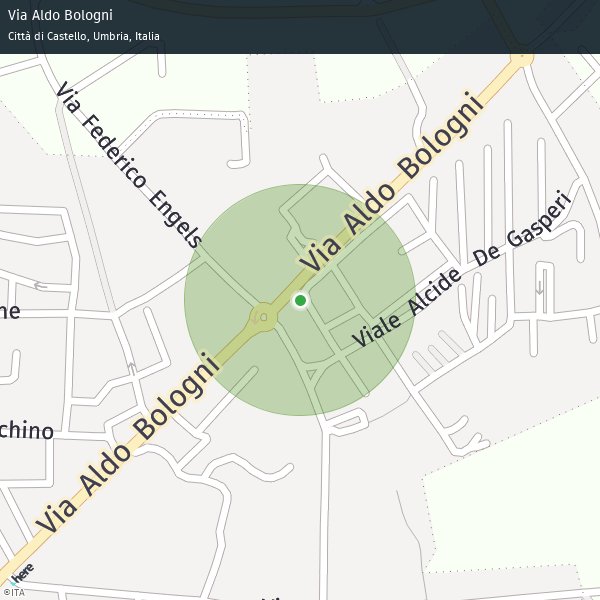 Via Aldo Bologni
Città di Castello, Umbria, Italia
Via Federico Engels
Via Aldo Bologni
Viale Alcide De Gasperi
ne
chino
Via Aldo Bologni
here
©ITA